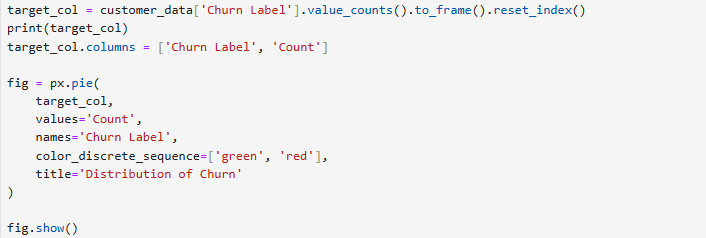 target_col = customer_data['Churn Label'].value_counts().to_frame().reset_index()
print(target_col)
target_col.columns = ['Churn Label', 'Count']

fig = px.pie(
    target_col,
    values='Count',
    names='Churn Label',
    color_discrete_sequence=['green', 'red'],
    title='Distribution of Churn'
)

fig.show()